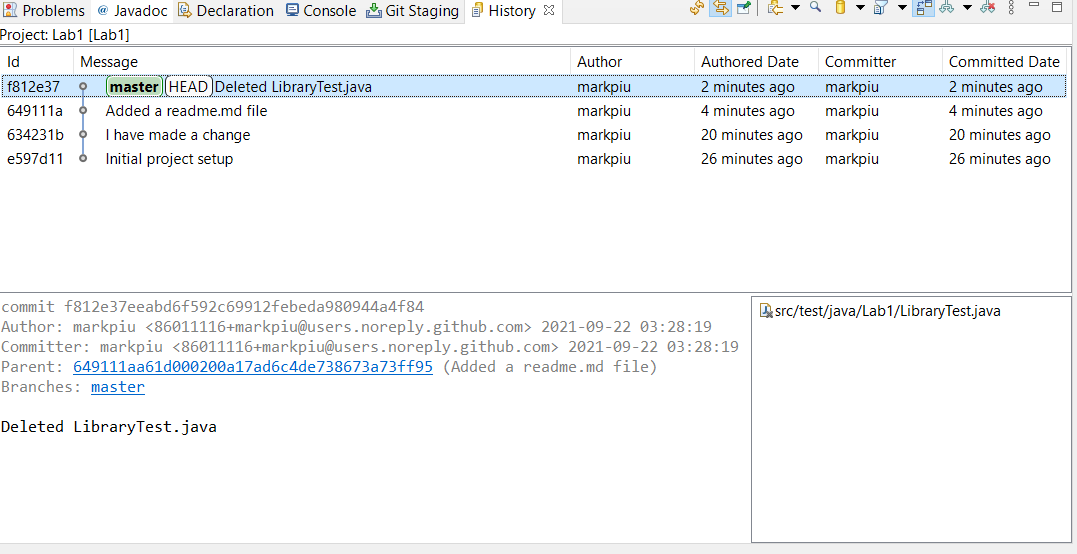 Problems Javadoc Declaration Console Git Staging History
Project: Lab1 [Lab1]
Id Message Author Authored Date Committer Committed Date
f812e37 master HEAD Deleted LibraryTest.java markpiu 2 minutes ago markpiu 2 minutes ago
649111a Added a readme.md file markpiu 4 minutes ago markpiu 4 minutes ago
634231b I have made a change markpiu 20 minutes ago markpiu 20 minutes ago
e597d11 Initial project setup markpiu 26 minutes ago markpiu 26 minutes ago
commit f812e37eeabd6f592c69912febeda980944a4f84
Author: markpiu <86011116+markpiu@users.noreply.github.com> 2021-09-22 03:28:19
Committer: markpiu <86011116+markpiu@users.noreply.github.com> 2021-09-22 03:28:19
Parent: 649111aa61d000200a17ad6c4de738673a73ff95 (Added a readme.md file)
Branches: master
Deleted LibraryTest.java
src/test/java/Lab1/LibraryTest.java